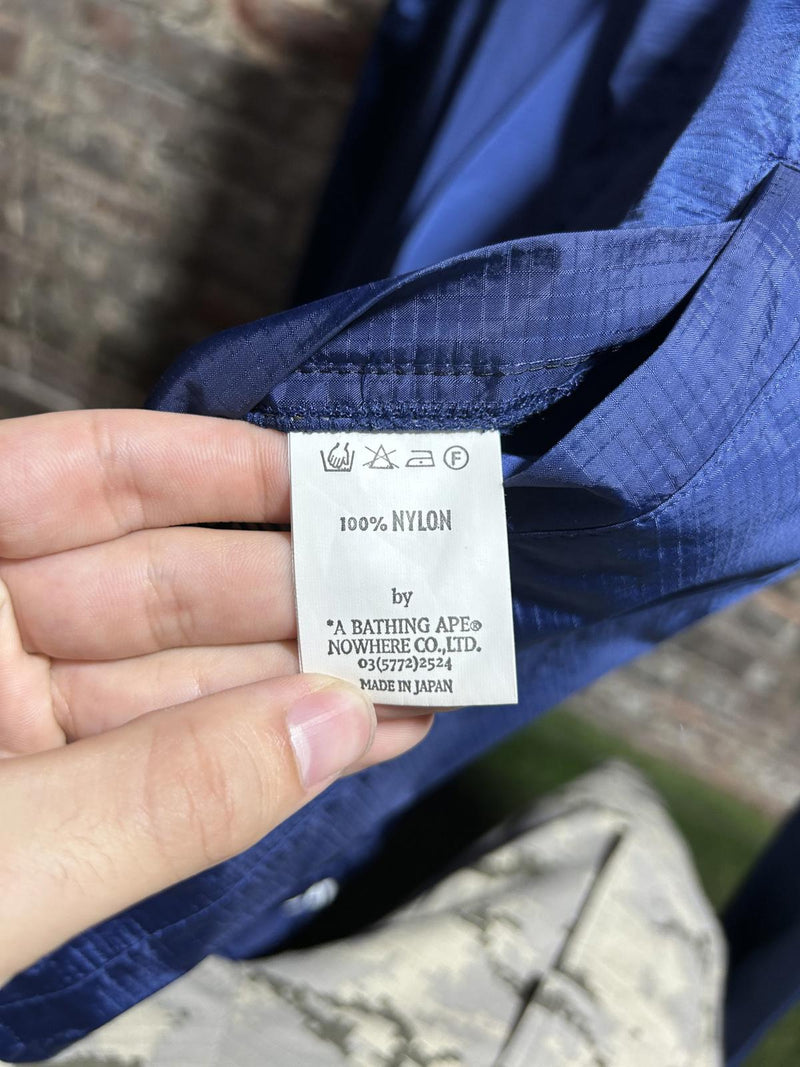 F
100% NYLON
by
*A BATHING APE®
NOWHERE CO.,LTD.
03(5772)2524
MADE IN JAPAN